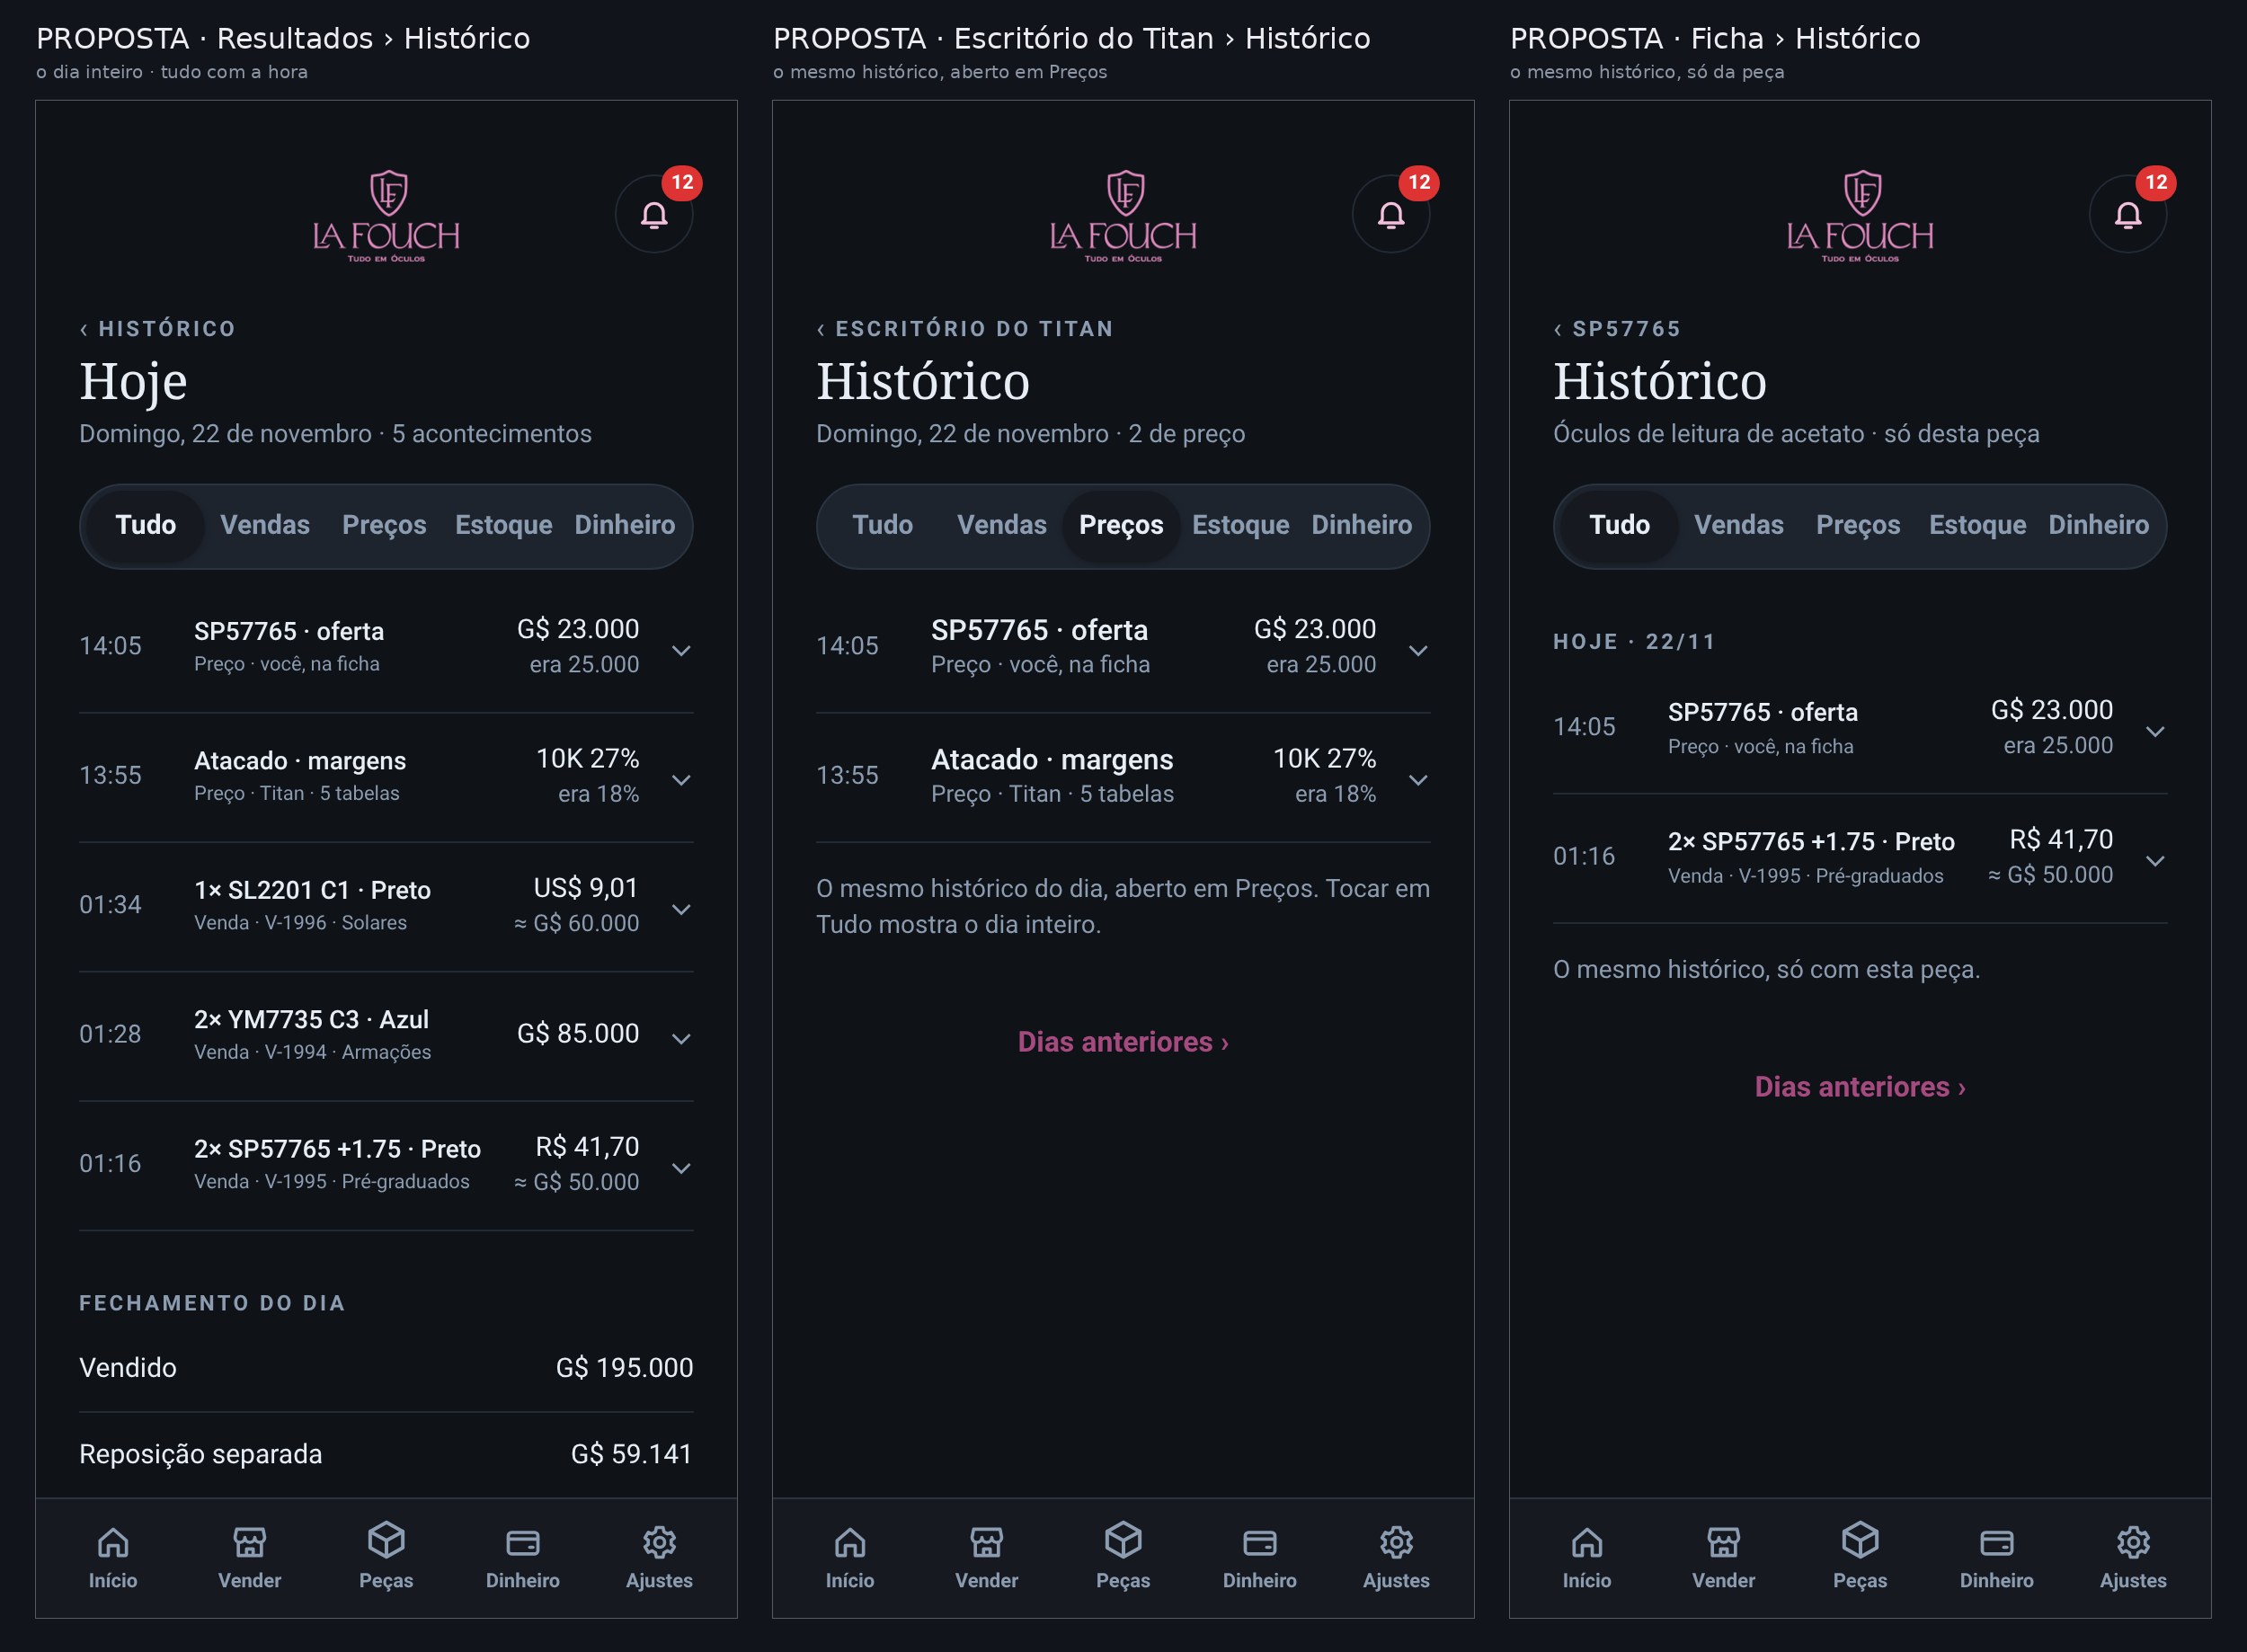 PROPOSTA · Resultados › Histórico
o dia inteiro · tudo com a hora
LF
LA FOUCH
TUDO EM ÓCULOS
12
‹ HISTÓRICO
Hoje
Domingo, 22 de novembro · 5 acontecimentos
Tudo Vendas Preços Estoque Dinheiro
14:05 SP57765 · oferta G$ 23.000
Preço · você, na ficha era 25.000
13:55 Atacado · margens 10K 27%
Preço · Titan · 5 tabelas era 18%
01:34 1× SL2201 C1 · Preto US$ 9,01
Venda · V-1996 · Solares ≈ G$ 60.000
01:28 2× YM7735 C3 · Azul G$ 85.000
Venda · V-1994 · Armações
01:16 2× SP57765 +1.75 · Preto R$ 41,70
Venda · V-1995 · Pré-graduados ≈ G$ 50.000
FECHAMENTO DO DIA
Vendido G$ 195.000
Reposição separada G$ 59.141
Início Vender Peças Dinheiro Ajustes
PROPOSTA · Escritório do Titan › Histórico
o mesmo histórico, aberto em Preços
LF
LA FOUCH
TUDO EM ÓCULOS
12
‹ ESCRITÓRIO DO TITAN
Histórico
Domingo, 22 de novembro · 2 de preço
Tudo Vendas Preços Estoque Dinheiro
14:05 SP57765 · oferta G$ 23.000
Preço · você, na ficha era 25.000
13:55 Atacado · margens 10K 27%
Preço · Titan · 5 tabelas era 18%
O mesmo histórico do dia, aberto em Preços. Tocar em
Tudo mostra o dia inteiro.
Dias anteriores ›
Início Vender Peças Dinheiro Ajustes
PROPOSTA · Ficha › Histórico
o mesmo histórico, só da peça
LF
LA FOUCH
TUDO EM ÓCULOS
12
‹ SP57765
Histórico
Óculos de leitura de acetato · só desta peça
Tudo Vendas Preços Estoque Dinheiro
HOJE · 22/11
14:05 SP57765 · oferta G$ 23.000
Preço · você, na ficha era 25.000
01:16 2× SP57765 +1.75 · Preto R$ 41,70
Venda · V-1995 · Pré-graduados ≈ G$ 50.000
O mesmo histórico, só com esta peça.
Dias anteriores ›
Início Vender Peças Dinheiro Ajustes